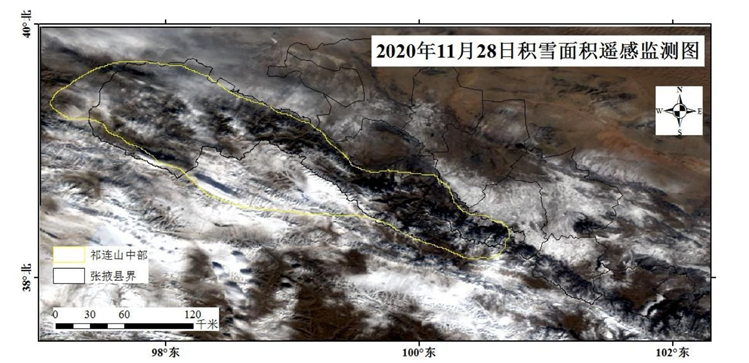 40°北
2020年11月28日积雪面积遥感监测图
N
W E
S
祁连山中部
张掖县界
38°北
0 30 60 120
千米
98°东 100°东 102°东